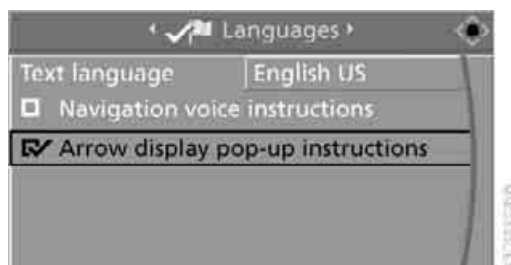 Languages
Text language English US
Navigation voice instructions
Arrow display pop-up instructions